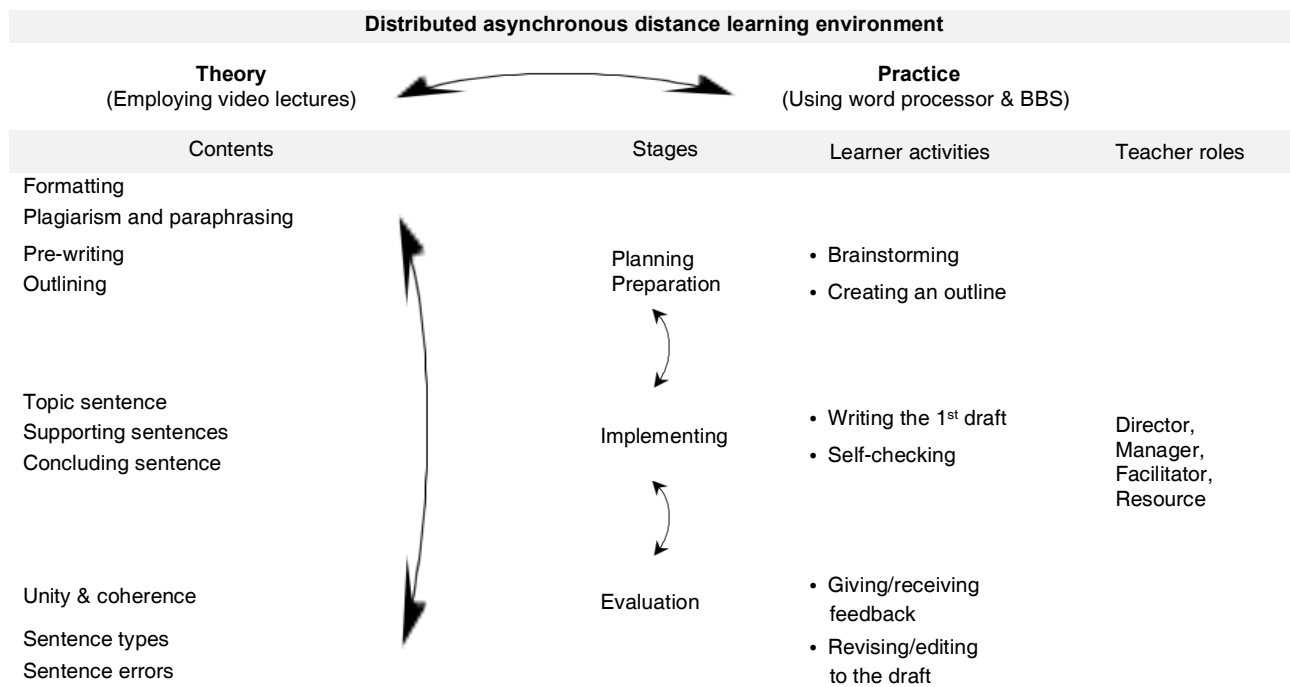 Distributed asynchronous distance learning environment
Theory
(Employing video lectures)
Practice
(Using word processor & BBS)
Contents
Stages
Learner activities
Teacher roles
Formatting
Plagiarism and paraphrasing
Pre-writing
Outlining
Planning
Preparation
• Brainstorming
• Creating an outline
Topic sentence
Supporting sentences
Concluding sentence
Implementing
• Writing the 1st draft
• Self-checking
Director,
Manager,
Facilitator,
Resource
Unity & coherence
Sentence types
Sentence errors
Evaluation
• Giving/receiving
feedback
• Revising/editing
to the draft